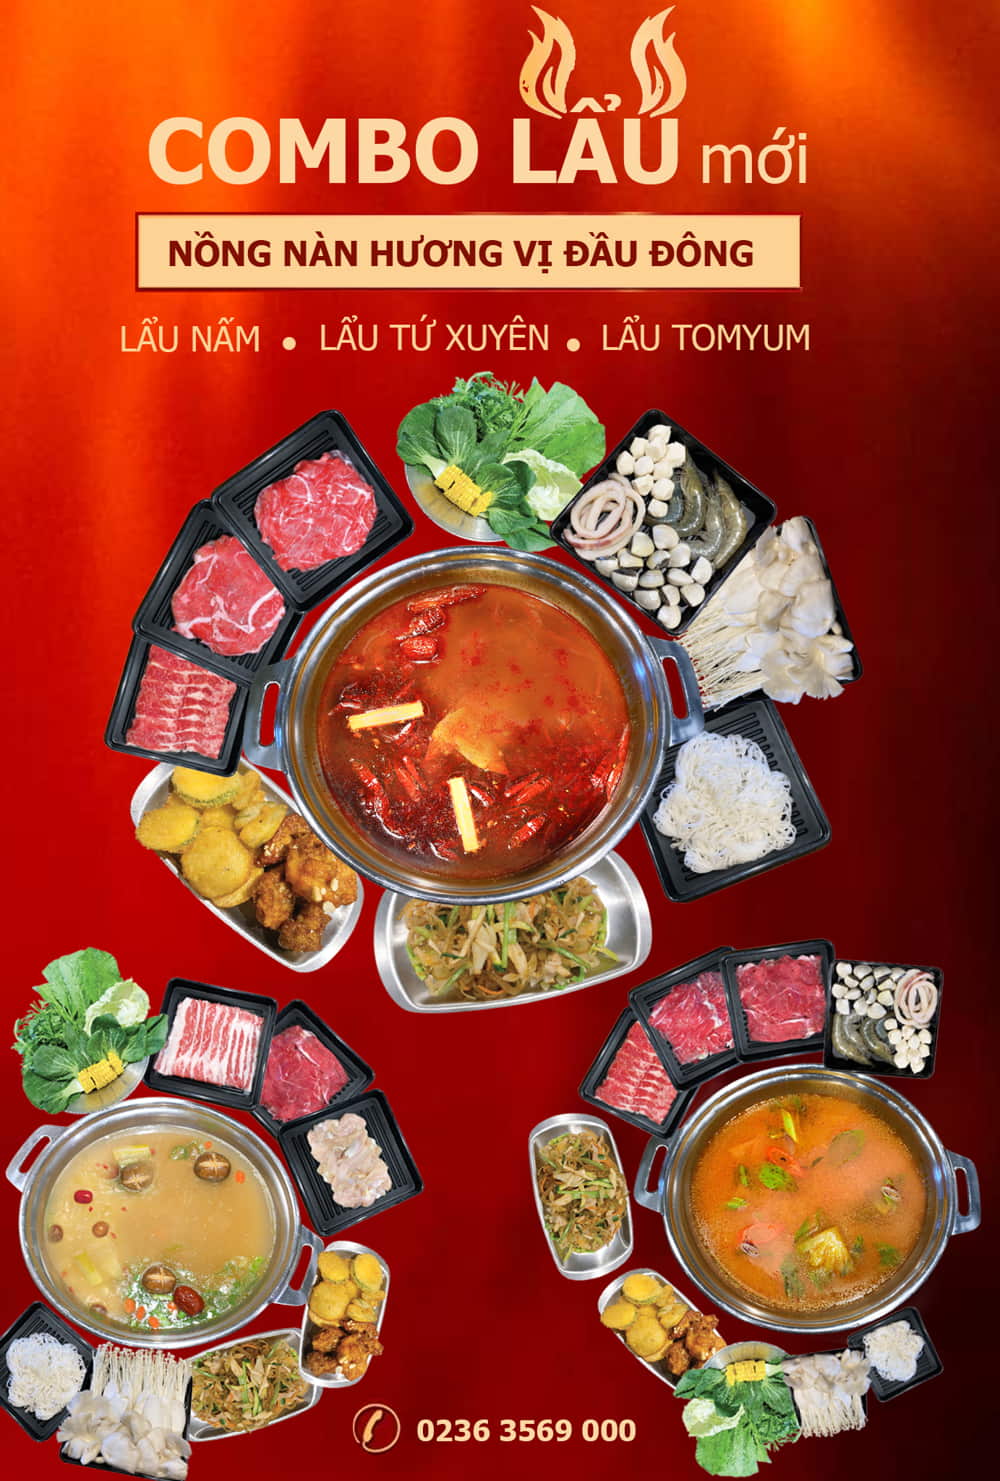 COMBO LẨU mới
NỒNG NÀN HƯƠNG VỊ ĐẦU ĐÔNG
LẨU NẤM • LẨU TỨ XUYÊN • LẨU TOMYUM
0236 3569 000